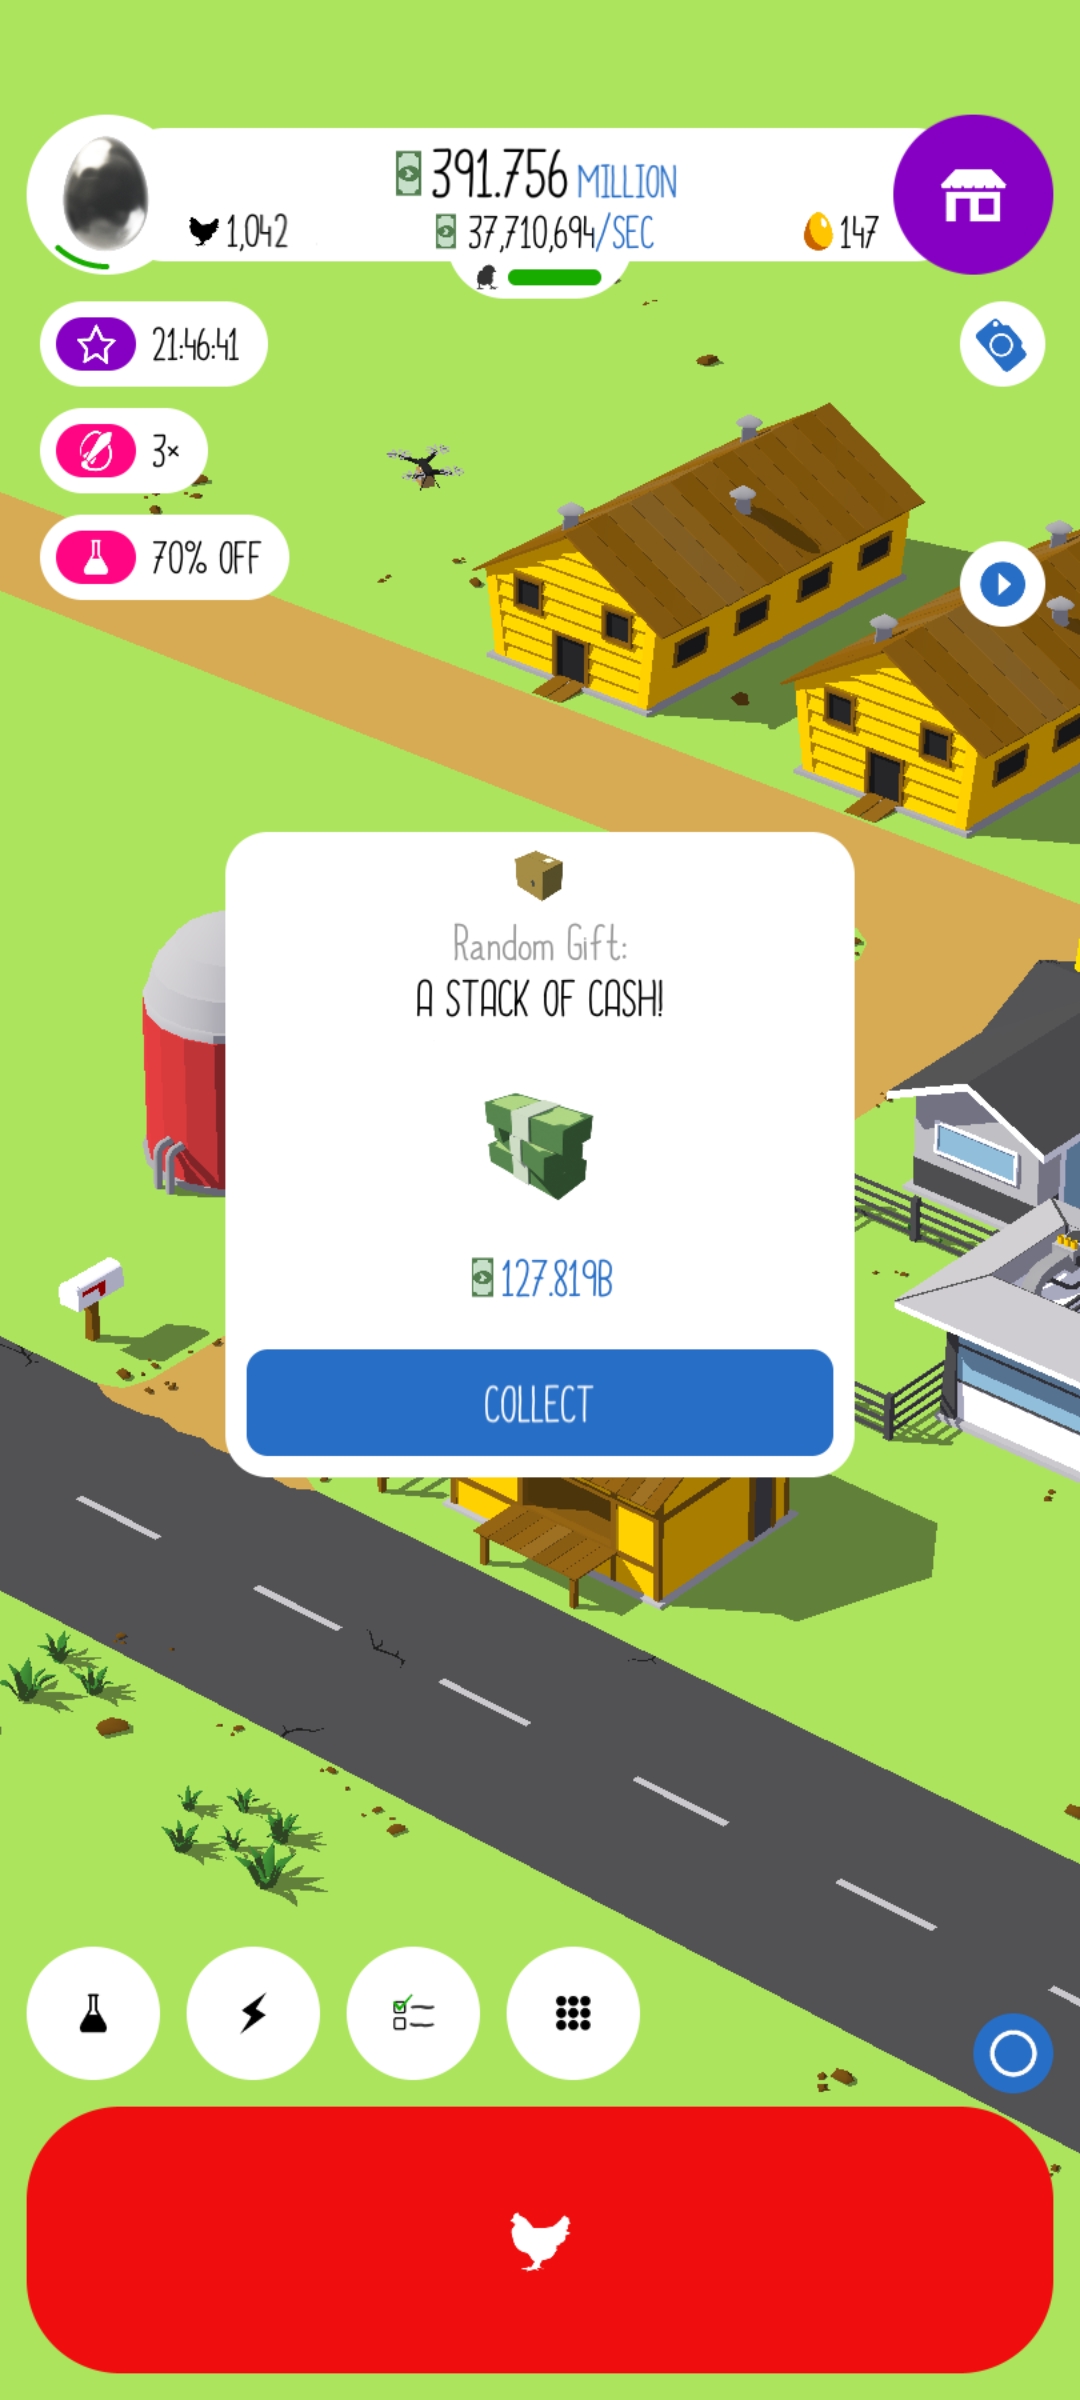 391.756 MILLION
1,042
37,710,694/SEC
147
21:46:41
3×
70% OFF
Random Gift:
A STACK OF CASH!
127.819B
COLLECT